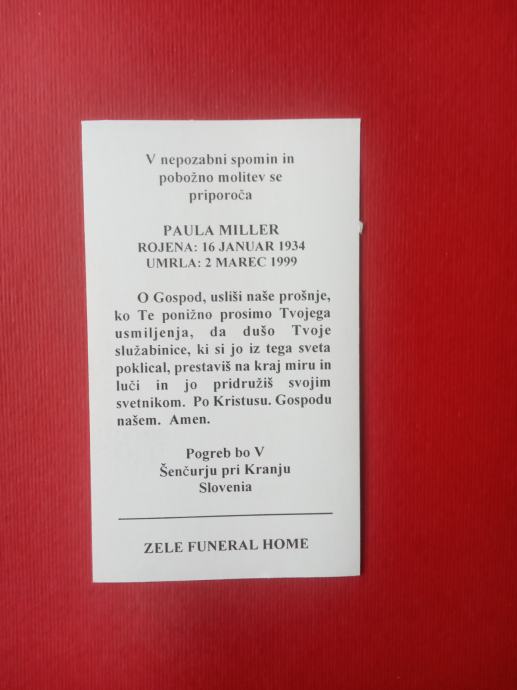 V nepozabni spomin in
pobožno molitev se
priporoča
PAULA MILLER
ROJENA: 16 JANUAR 1934
UMRLA: 2 MAREC 1999
O Gospod, usliši naše prošnje,
ko Te ponižno prosimo Tvojega
usmiljenja, da dušo Tvoje
služabinice, ki si jo iz tega sveta
poklical, prestaviš na kraj miru in
luči in jo pridružiš svojim
svetnikom. Po Kristusu. Gospodu
našem. Amen.
Pogreb bo V
Šenčurju pri Kranju
Slovenia
ZELE FUNERAL HOME